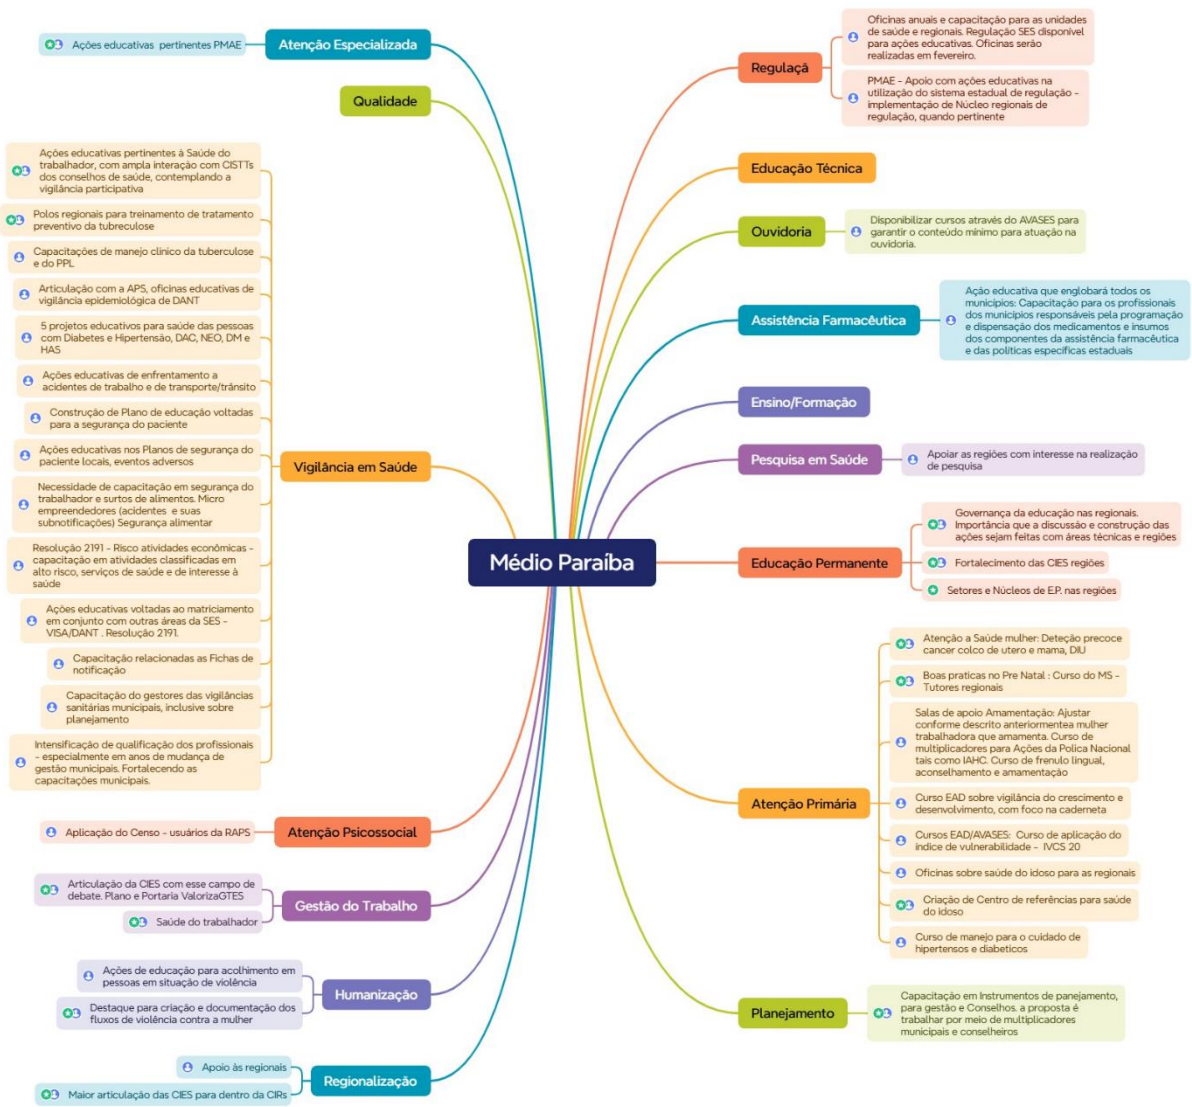 Médio Paraíba
Atenção Especializada
Ações educativas pertinentes PMAE
Qualidade
Vigilância em Saúde
Ações educativas pertinentes à Saúde do
trabalhador, com ampla interação com CISTTs
dos conselhos de saúde, contemplando a
vigilância participativa
Polos regionais para treinamento de tratamento
preventivo da tubreculose
Capacitações de manejo clínico da tuberculose
e do PPL
Articulação com a APS, oficinas educativas de
vigilância epidemiológica de DANT
5 projetos educativos para saúde das pessoas
com Diabetes e Hipertensão, DAC, NEO, DM e
HAS
Ações educativas de enfrentamento a
acidentes de trabalho e de transporte/trânsito
Construção de Plano de educação voltadas
para a segurança do paciente
Ações educativas nos Planos de segurança do
paciente locais, eventos adversos
Necessidade de capacitação em segurança do
trabalhador e surtos de alimentos. Micro
empreendedores (acidentes e suas
subnotificações) Segurança alimentar
Resolução 2191 - Risco atividades econômicas -
capacitação em atividades classificadas em
alto risco, serviços de saúde e de interesse à
saúde
Ações educativas voltadas ao matriciamento
em conjunto com outras áreas da SES -
VISA/DANT . Resolução 2191.
Capacitação relacionadas as Fichas de
notificação
Capacitação do gestores das vigilâncias
sanitárias municipais, inclusive sobre
planejamento
Intensificação de qualificação dos profissionais
- especialmente em anos de mudança de
gestão municipais. Fortalecendo as
capacitações municipais.
Atenção Psicossocial
Aplicação do Censo - usuários da RAPS
Gestão do Trabalho
Articulação da CIES com esse campo de
debate. Plano e Portaria ValorizaGTES
Saúde do trabalhador
Humanização
Ações de educação para acolhimento em
pessoas em situação de violência
Destaque para criação e documentação dos
fluxos de violência contra a mulher
Regionalização
Apoio às regionais
Maior articulação das CIES para dentro da CIRs
Regulaçã
Oficinas anuais e capacitação para as unidades
de saúde e regionais. Regulação SES disponível
para ações educativas. Oficinas serão
realizadas em fevereiro.
PMAE - Apoio com ações educativas na
utilização do sistema estadual de regulação -
implementação de Núcleo regionais de
regulação, quando pertinente
Educação Técnica
Ouvidoria
Disponibilizar cursos através do AVASES para
garantir o conteúdo mínimo para atuação na
ouvidoria.
Assistência Farmacêutica
Ação educativa que englobará todos os
municípios: Capacitação para os profissionais
dos municípios responsáveis pela programação
e dispensação dos medicamentos e insumos
dos componentes da assistência farmacêutica
e das políticas específicas estaduais
Ensino/Formação
Pesquisa em Saúde
Apoiar as regiões com interesse na realização
de pesquisa
Educação Permanente
Governança da educação nas regionais.
Importância que a discussão e construção das
ações sejam feitas com áreas técnicas e regiões
Fortalecimento das CIES regiões
Setores e Núcleos de E.P. nas regiões
Atenção Primária
Atenção a Saúde mulher: Deteção precoce
cancer colco de utero e mama, DIU
Boas praticas no Pre Natal : Curso do MS -
Tutores regionais
Salas de apoio Amamentação: Ajustar
conforme descrito anteriormentea mulher
trabalhadora que amamenta. Curso de
multiplicadores para Ações da Polica Nacional
tais como IAHC. Curso de frenulo lingual,
aconselhamento e amamentação
Curso EAD sobre vigilância do crescimento e
desenvolvimento, com foco na caderneta
Cursos EAD/AVASES: Curso de aplicação do
índice de vulnerabilidade - IVCS 20
Oficinas sobre saúde do idoso para as regionais
Criação de Centro de referências para saúde
do idoso
Curso de manejo para o cuidado de
hipertensos e diabeticos
Planejamento
Capacitação em Instrumentos de panejamento,
para gestão e Conselhos. a proposta é
trabalhar por meio de multiplicadores
municipais e conselheiros